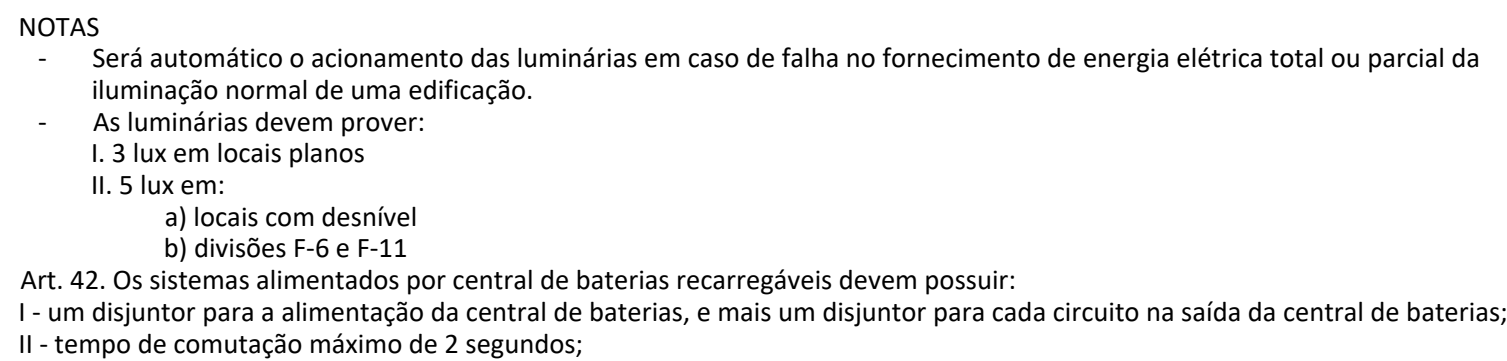 NOTAS
- Será automático o acionamento das luminárias em caso de falha no fornecimento de energia elétrica total ou parcial da
iluminação normal de uma edificação.
- As luminárias devem prover:
I. 3 lux em locais planos
II. 5 lux em:
a) locais com desnível
b) divisões F-6 e F-11
Art. 42. Os sistemas alimentados por central de baterias recarregáveis devem possuir:
I - um disjuntor para a alimentação da central de baterias, e mais um disjuntor para cada circuito na saída da central de baterias;
II - tempo de comutação máximo de 2 segundos;